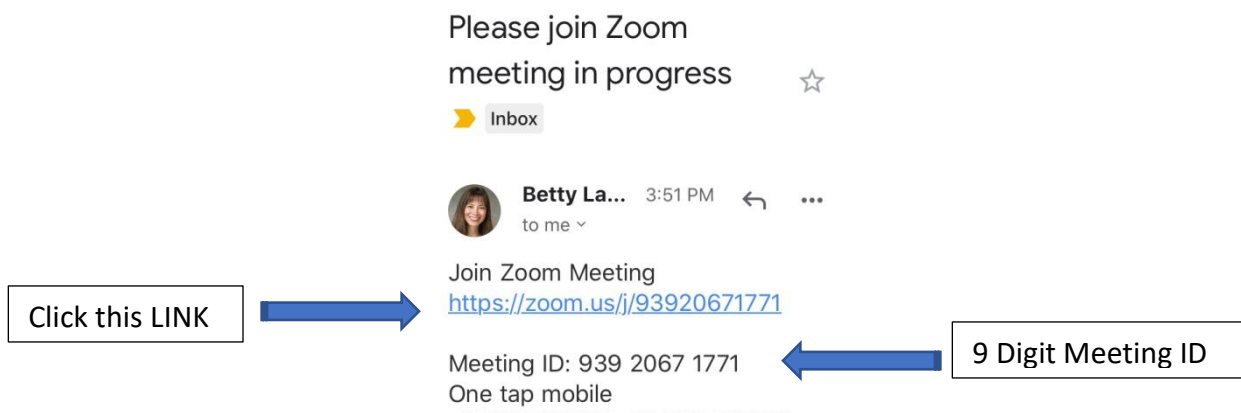 Please join Zoom
meeting in progress
Inbox
Betty La... 3:51 PM
to me
Join Zoom Meeting
https://zoom.us/j/93920671771
Click this LINK
Meeting ID: 939 2067 1771
9 Digit Meeting ID
One tap mobile